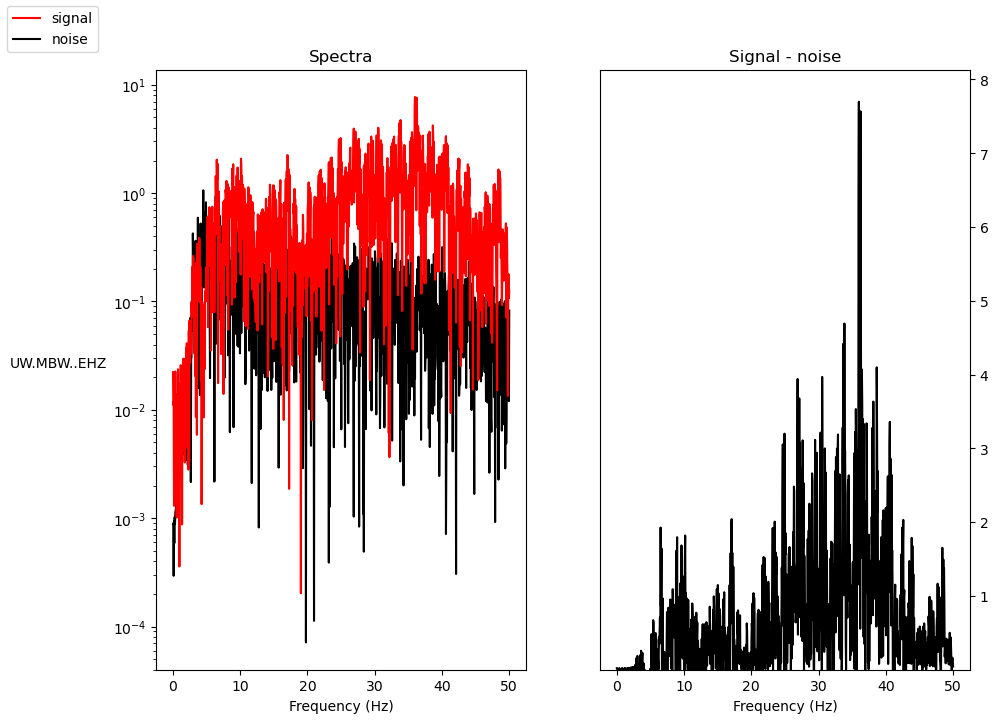 signal
noise
Spectra
Signal - noise
10¹
10⁰
10⁻¹
10⁻²
10⁻³
10⁻⁴
UW.MBW..EHZ
8
7
6
5
4
3
2
1
0 10 20 30 40 50
0 10 20 30 40 50
Frequency (Hz)
Frequency (Hz)